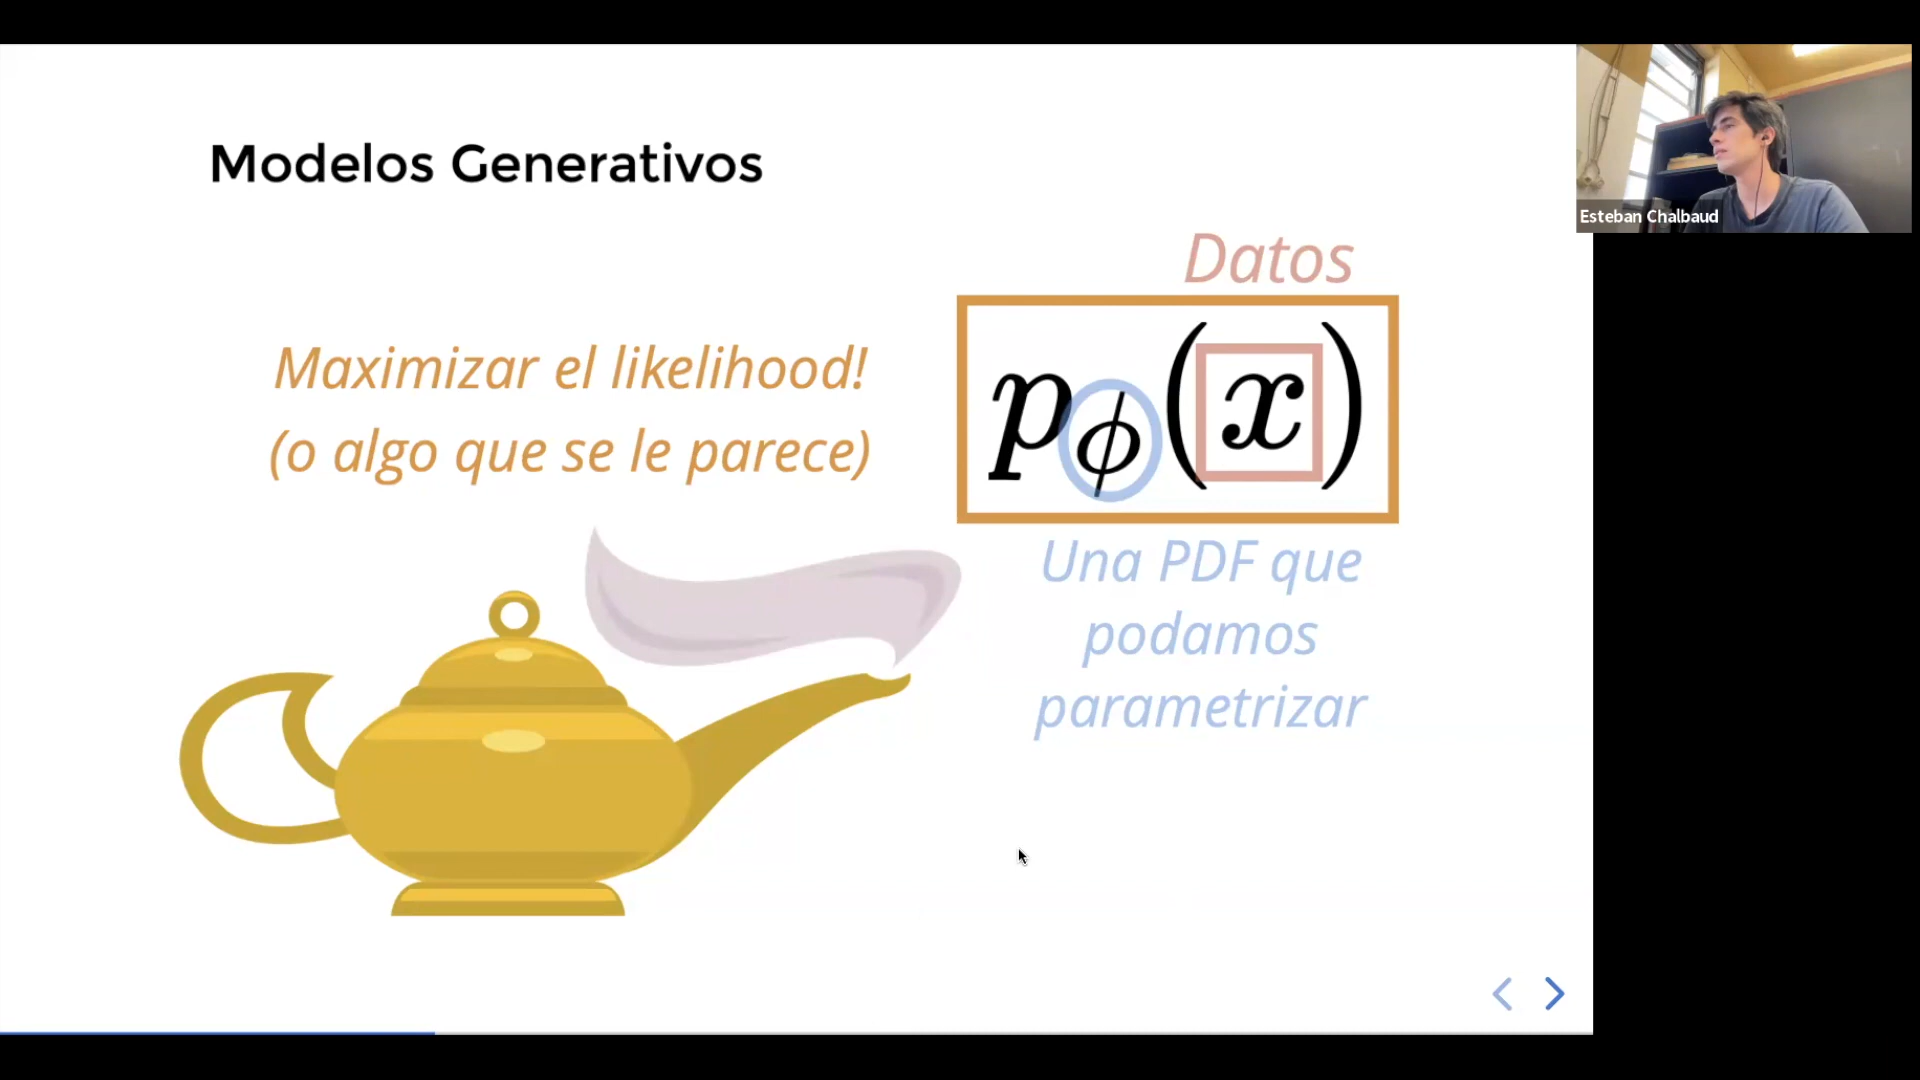 Modelos Generativos
Esteban Chalbaud
Datos
Maximizar el likelihood!
(o algo que se le parece)
pϕ(x)
Una PDF que
podamos
parametrizar